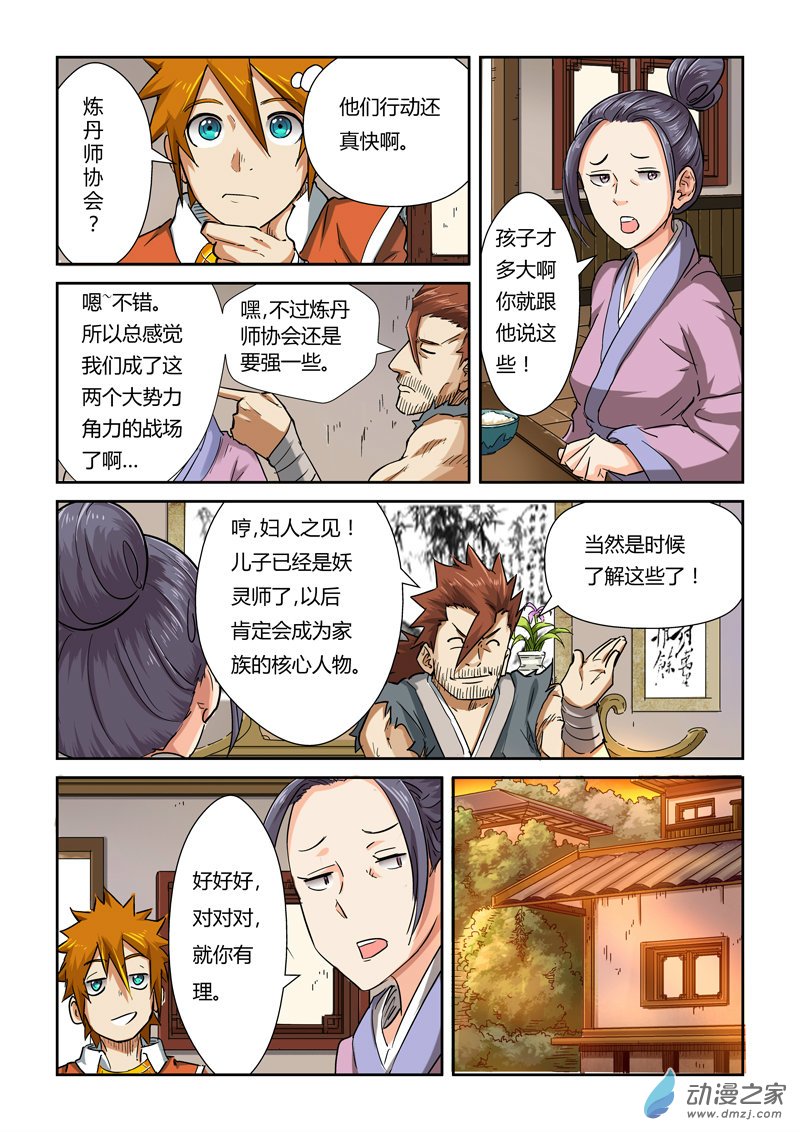 炼丹师协会？
他们行动还
真快啊。
嗯~不错。
所以总感觉
我们成了这
两个大势力
角力的战场
了啊...
嘿,不过炼丹
师协会还是
要强一些。
孩子才
多大啊
你就跟
他说这
些！
哼,妇人之见！
儿子已经是妖
灵师了,以后
肯定会成为家
族的核心人物。
当然是时候
了解这些了！
好好好,
对对对,
就你有
理。
动漫之家
www.dmzj.com